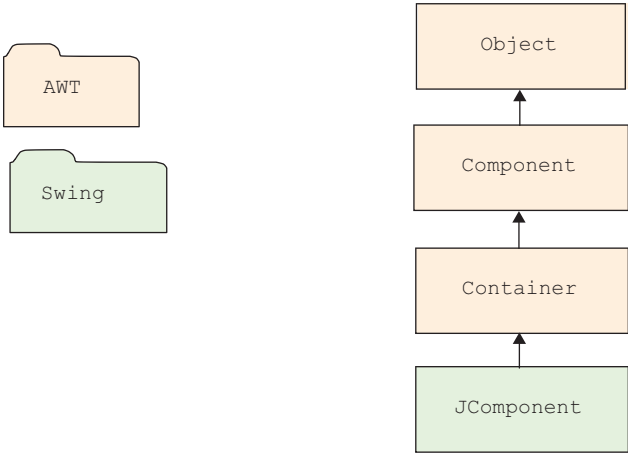 Object
AWT
Component
Swing
Container
JComponent